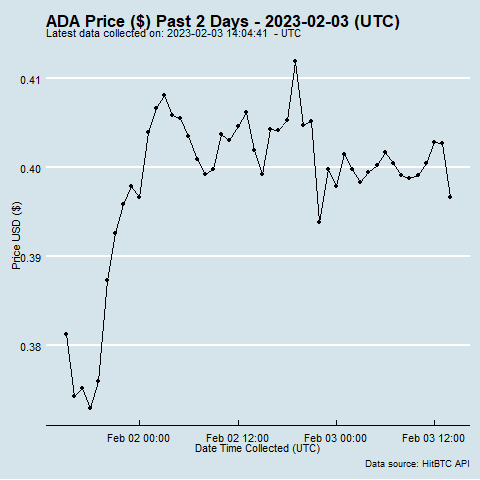 ADA Price ($) Past 2 Days - 2023-02-03 (UTC)
Latest data collected on: 2023-02-03 14:04:41  - UTC
0.41
0.40
0.39
0.38
Price USD ($)
Feb 02 00:00
Feb 02 12:00
Feb 03 00:00
Feb 03 12:00
Date Time Collected (UTC)
Data source: HitBTC API